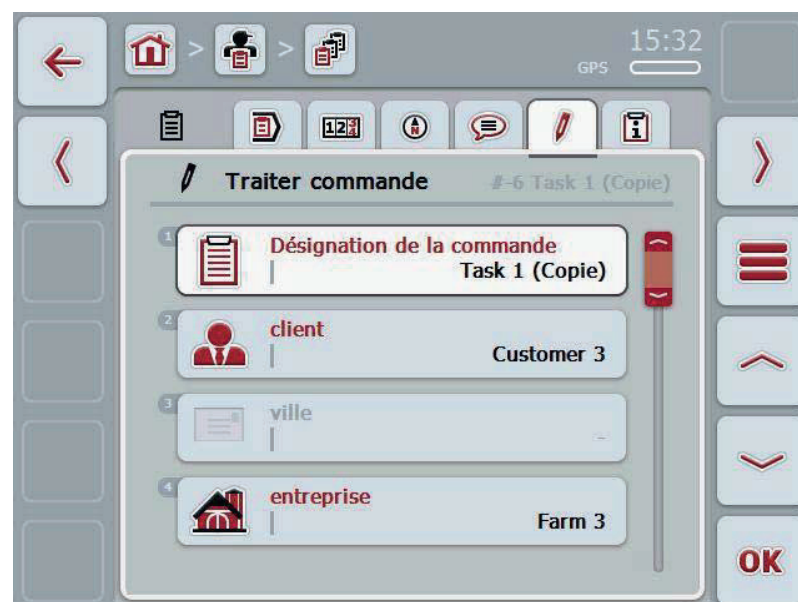 15:32
GPS
Traiter commande
#-6 Task 1 (Copie)
1
Désignation de la commande
Task 1 (Copie)
2
client
Customer 3
3
ville
-
4
entreprise
Farm 3
OK